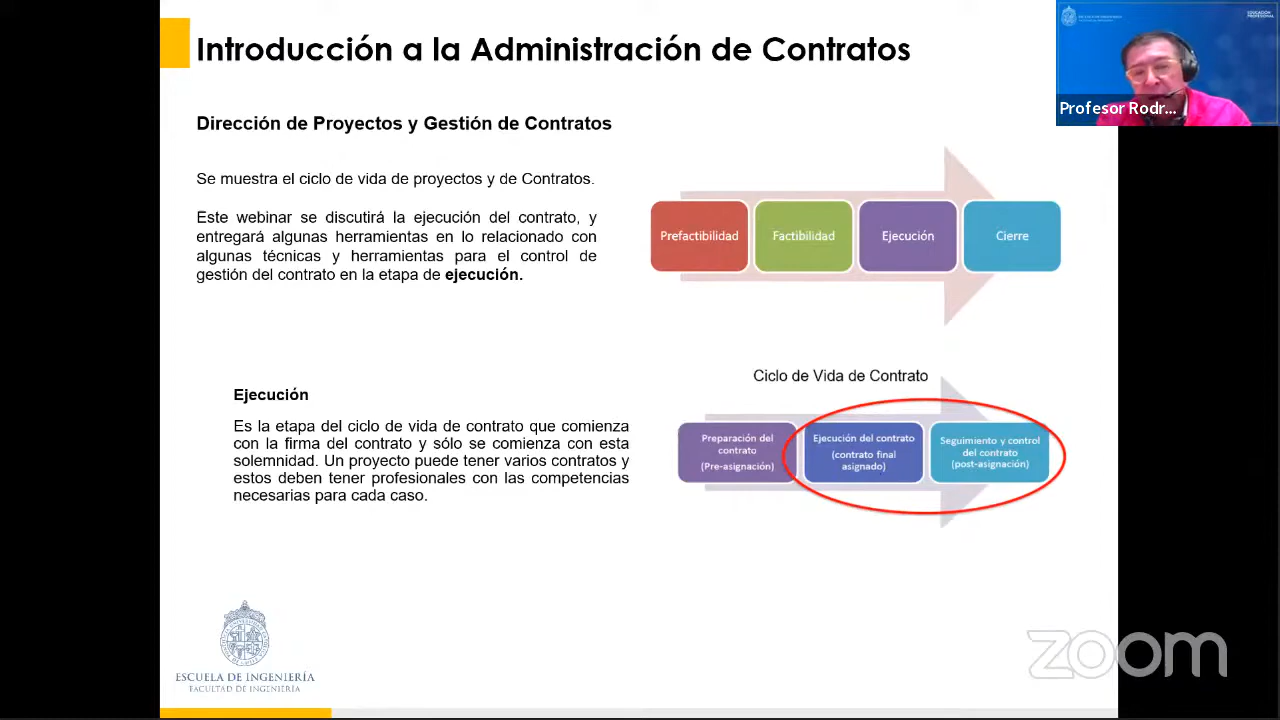 Introducción a la Administración de Contratos
ESCUELA DE INGENIERÍA
EDUCACIÓN
PROFESIONAL
Profesor Rodr...
Dirección de Proyectos y Gestión de Contratos
Se muestra el ciclo de vida de proyectos y de Contratos.
Este webinar se discutirá la ejecución del contrato, y
entregará algunas herramientas en lo relacionado con
algunas técnicas y herramientas para el control de
gestión del contrato en la etapa de ejecución.
Prefactibilidad
Factibilidad
Ejecución
Cierre
Ciclo de Vida de Contrato
Preparación del
contrato
(Pre-asignación)
Ejecución del contrato
(contrato final
asignado)
Seguimiento y control
del contrato
(post-asignación)
Ejecución
Es la etapa del ciclo de vida de contrato que comienza
con la firma del contrato y sólo se comienza con esta
solemnidad. Un proyecto puede tener varios contratos y
estos deben tener profesionales con las competencias
necesarias para cada caso.
ESCUELA DE INGENIERÍA
FACULTAD DE INGENIERÍA
zoom